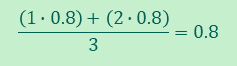 (1 · 0.8) + (2 · 0.8)
3
= 0.8